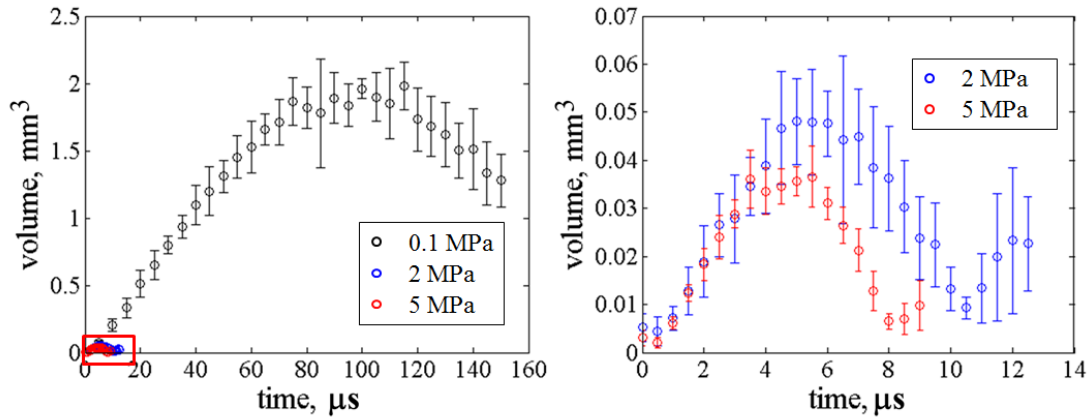 2.5
2
1.5
1
0.5
0
0 20 40 60 80 100 120 140 160
volume, mm³
time, μs
0.1 MPa
2 MPa
5 MPa
0.07
0.06
0.05
0.04
0.03
0.02
0.01
0
0 2 4 6 8 10 12 14
volume, mm³
time, μs
2 MPa
5 MPa